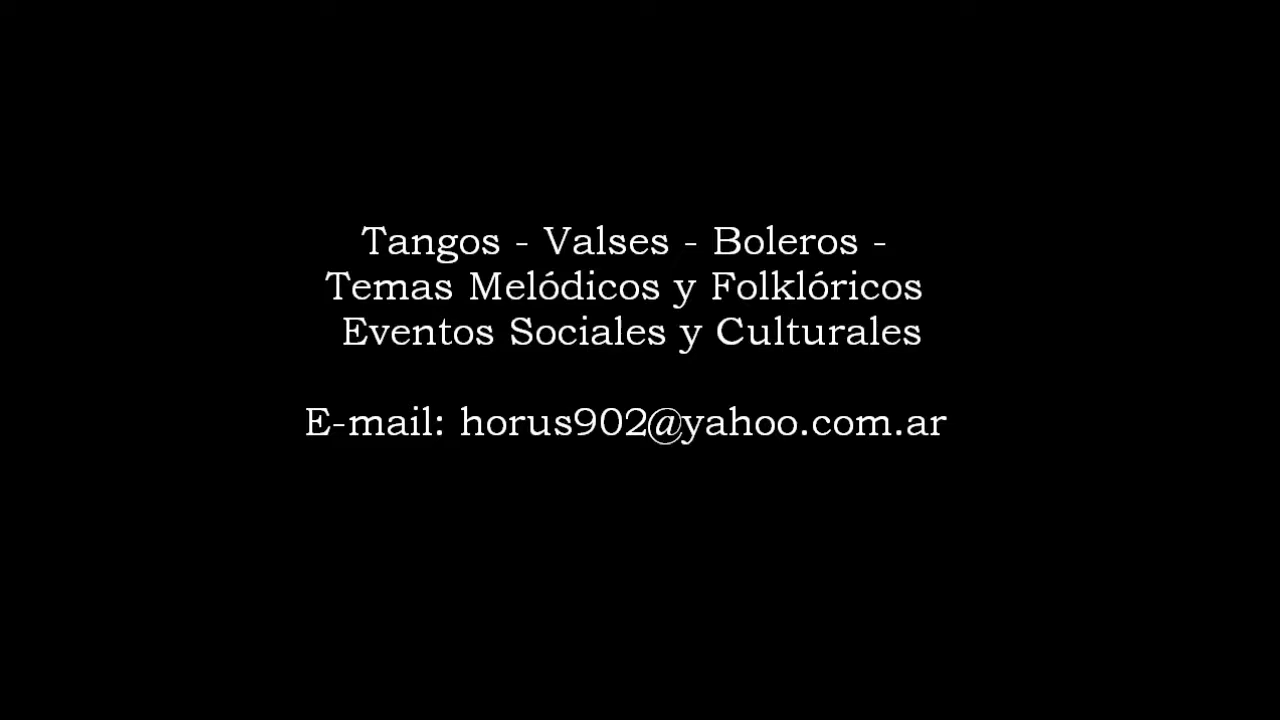 Tangos - Valses - Boleros -
Temas Melódicos y Folklóricos
Eventos Sociales y Culturales
E-mail: horus902@yahoo.com.ar